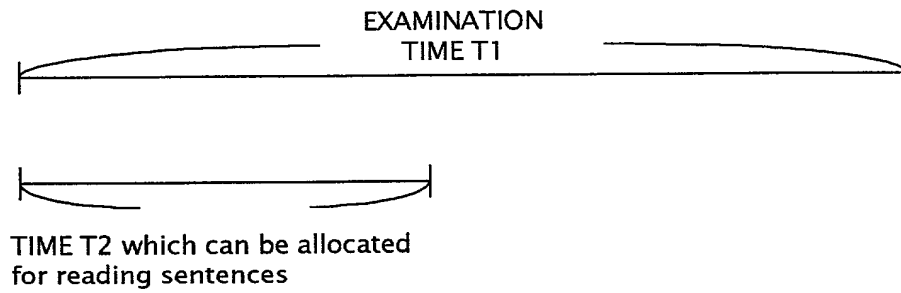 EXAMINATION
TIME T1
TIME T2 which can be allocated
for reading sentences